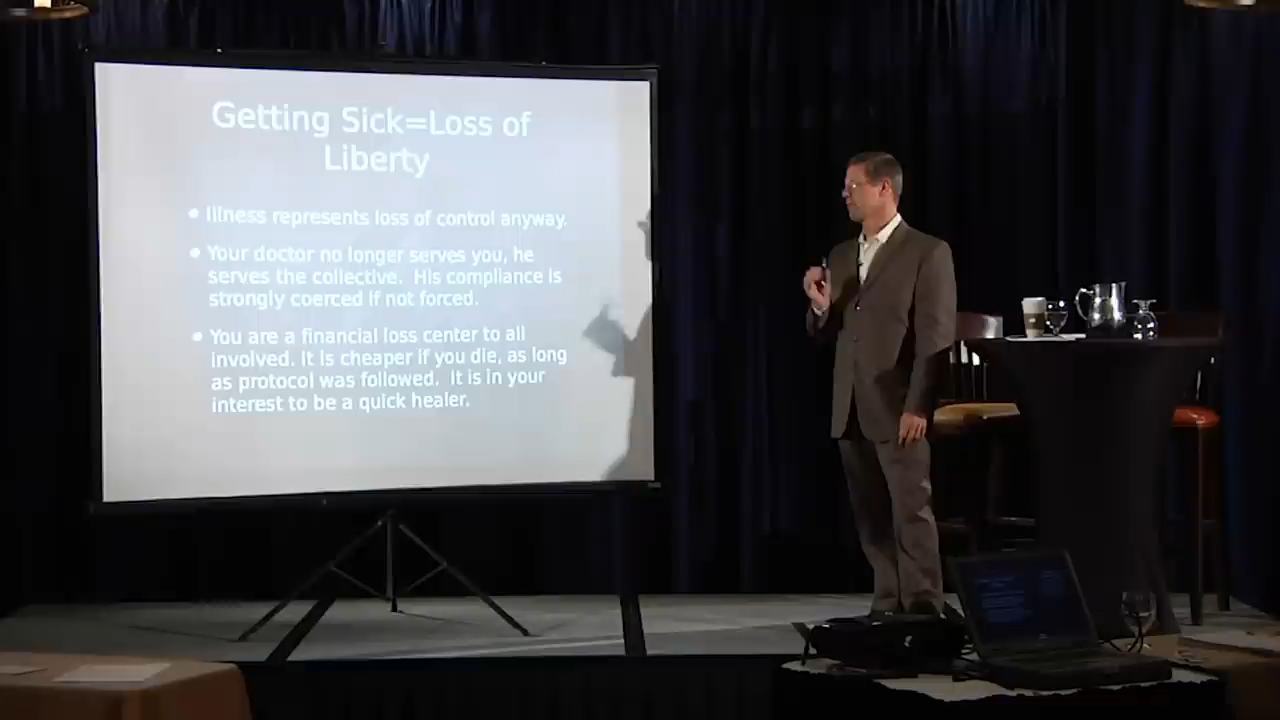 Getting Sick=Loss of
Liberty
• Illness represents loss of control anyway.
• Your doctor no longer serves you, he
serves the collective. His compliance is
strongly coerced if not forced.
• You are a financial loss center to all
involved. It is cheaper if you die, as long
as protocol was followed. It is in your
interest to be a quick healer.